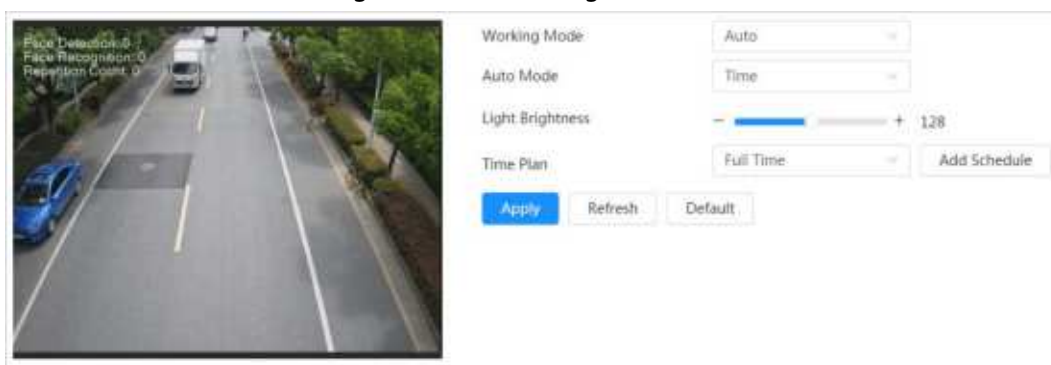 Face Detection: 0
Face Recognition: 0
Repetition Count: 0
Working Mode Auto
Auto Mode Time
Light Brightness - + 128
Time Plan Full Time Add Schedule
Apply Refresh Default